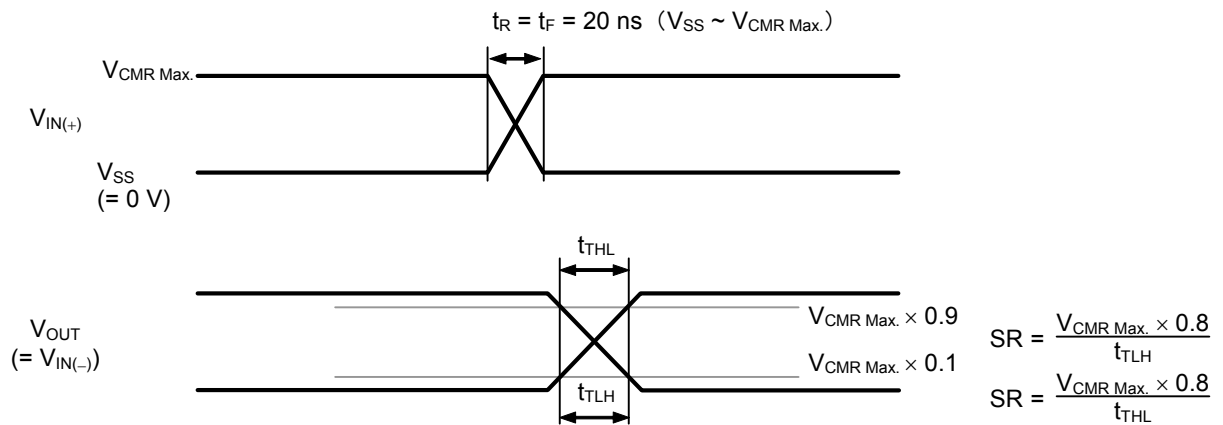 tR = tF = 20 ns (VSS ~ VCMR Max.)
VCMR Max.
VIN(+)
VSS
(= 0 V)
tTHL
VCMR Max. × 0.9
VOUT
(= VIN(−))
VCMR Max. × 0.1
tTLH
SR = VCMR Max. × 0.8
tTLH
SR = VCMR Max. × 0.8
tTHL